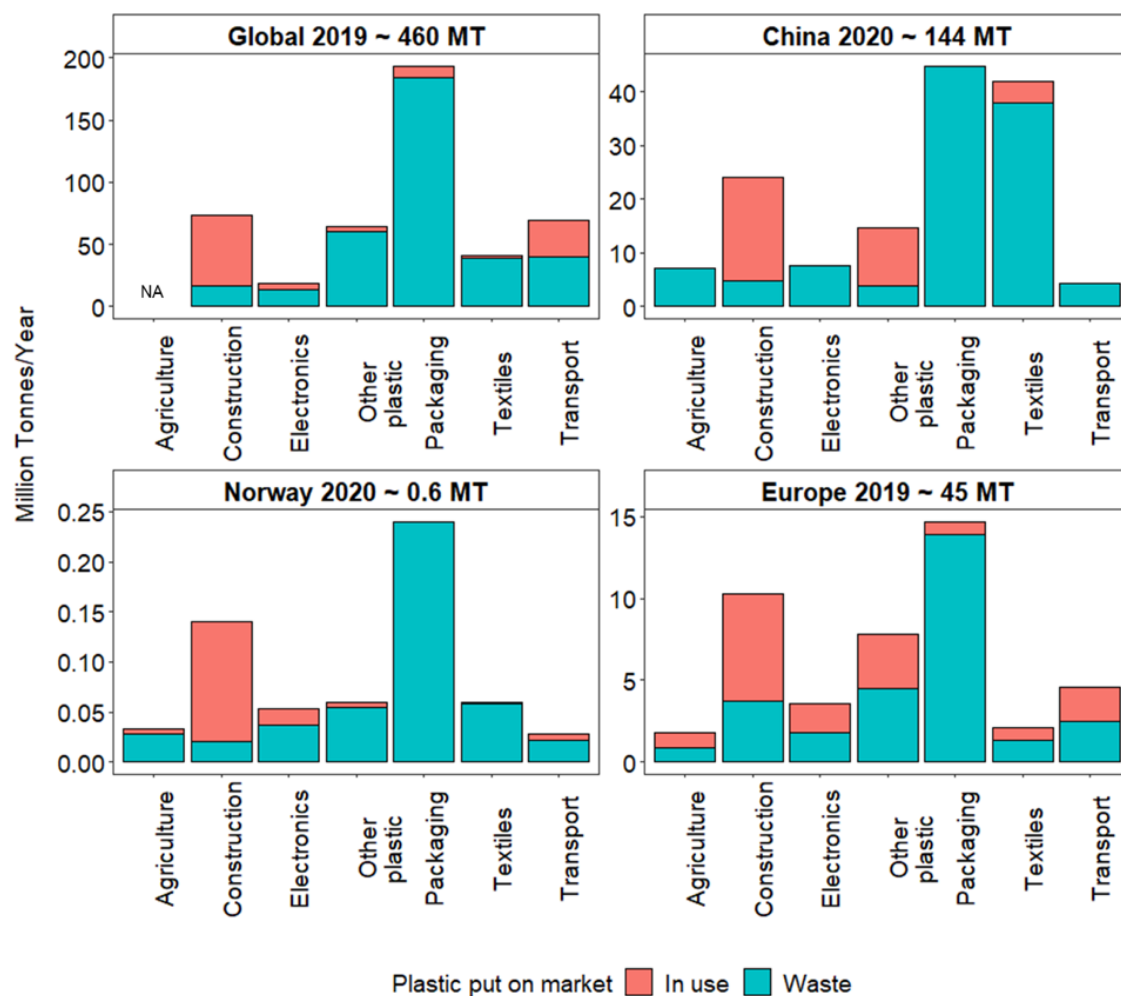 Global 2019 ~ 460 MT
200
150
100
50
0
NA
Agriculture
Construction
Electronics
Other
plastic
Packaging
Textiles
Transport
China 2020 ~ 144 MT
40
30
20
10
0
Agriculture
Construction
Electronics
Other
plastic
Packaging
Textiles
Transport
Million Tonnes/Year
Norway 2020 ~ 0.6 MT
0.25
0.20
0.15
0.10
0.05
0.00
Agriculture
Construction
Electronics
Other
plastic
Packaging
Textiles
Transport
Europe 2019 ~ 45 MT
15
10
5
0
Agriculture
Construction
Electronics
Other
plastic
Packaging
Textiles
Transport
Plastic put on market In use Waste